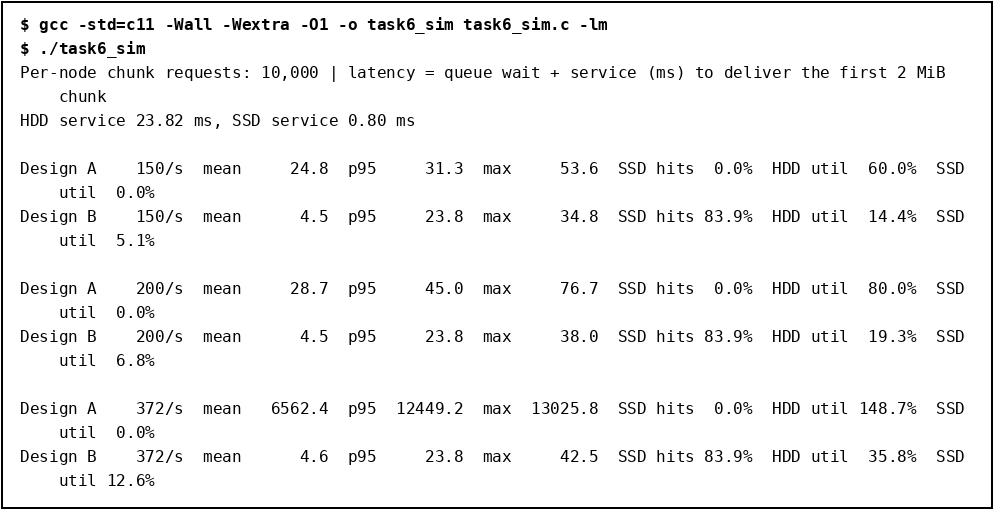 $ gcc -std=c11 -Wall -Wextra -O1 -o task6_sim task6_sim.c -lm
$ ./task6_sim
Per-node chunk requests: 10,000 | latency = queue wait + service (ms) to deliver the first 2 MiB
    chunk
HDD service 23.82 ms, SSD service 0.80 ms

Design A    150/s  mean     24.8  p95     31.3  max     53.6  SSD hits  0.0%  HDD util  60.0%  SSD
    util  0.0%
Design B    150/s  mean      4.5  p95     23.8  max     34.8  SSD hits 83.9%  HDD util  14.4%  SSD
    util  5.1%

Design A    200/s  mean     28.7  p95     45.0  max     76.7  SSD hits  0.0%  HDD util  80.0%  SSD
    util  0.0%
Design B    200/s  mean      4.5  p95     23.8  max     38.0  SSD hits 83.9%  HDD util  19.3%  SSD
    util  6.8%

Design A    372/s  mean   6562.4  p95  12449.2  max  13025.8  SSD hits  0.0%  HDD util 148.7%  SSD
    util  0.0%
Design B    372/s  mean      4.6  p95     23.8  max     42.5  SSD hits 83.9%  HDD util  35.8%  SSD
    util 12.6%